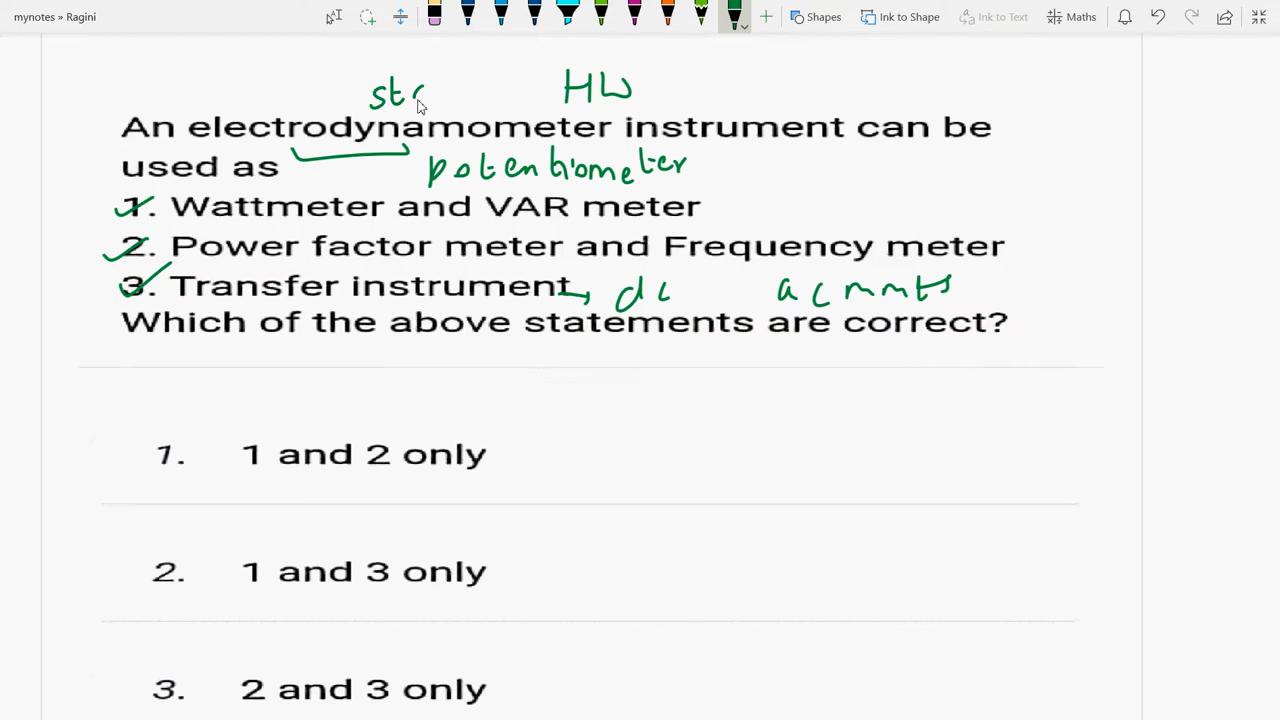 mynotes » Ragini
Shapes Ink to Shape Ink to Text Maths
HW
An electrodynamometer instrument can be
used as potentiometer
1. Wattmeter and VAR meter
2. Power factor meter and Frequency meter
3. Transfer instrument → dc ac mmts
Which of the above statements are correct?
1. 1 and 2 only
2. 1 and 3 only
3. 2 and 3 only